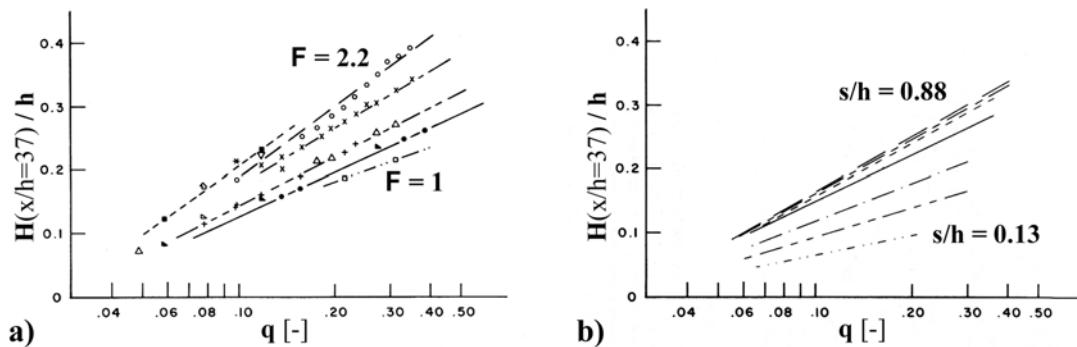 0.4
0.3
0.2
0.1
0
H(x/h=37) / h
F = 2.2
F = 1
.04 .06 .08 .10 .20 .30 .40 .50
a) q [-]
0.4
0.3
0.2
0.1
0
H(x/h=37) / h
s/h = 0.88
s/h = 0.13
.04 .06 .08 .10 .20 .30 .40 .50
b) q [-]